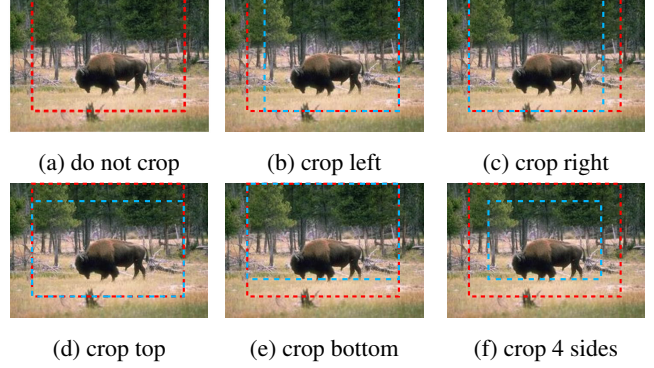 (a) do not crop
(b) crop left
(c) crop right
(d) crop top
(e) crop bottom
(f) crop 4 sides